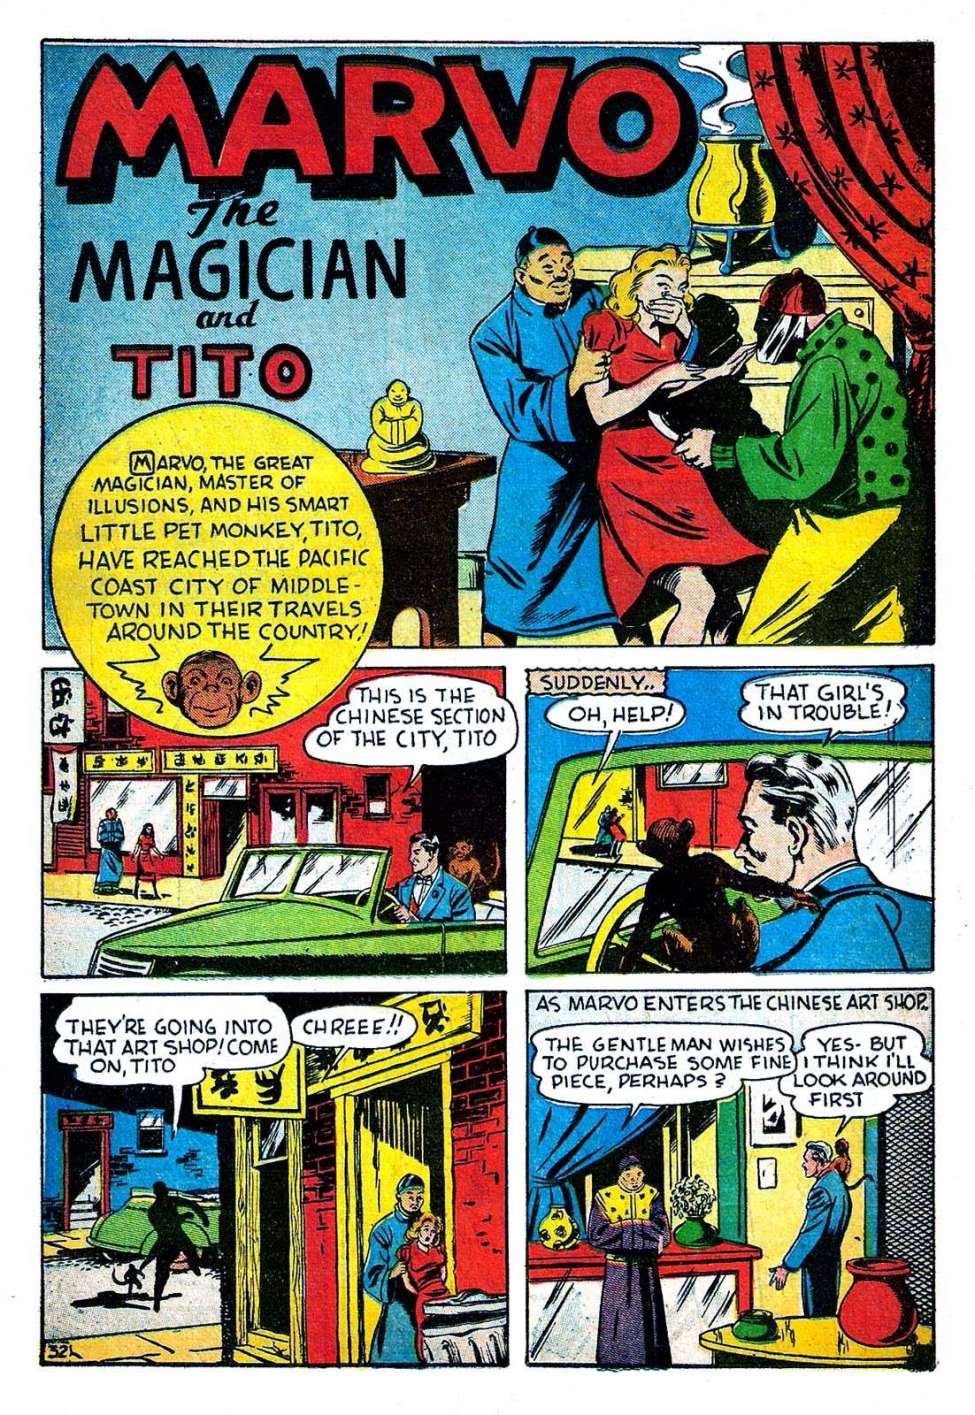 MARVO
The
MAGICIAN
and
TITO
MARVO, THE GREAT
MAGICIAN, MASTER OF
ILLUSIONS, AND HIS SMART
LITTLE PET MONKEY, TITO,
HAVE REACHED THE PACIFIC
COAST CITY OF MIDDLE-
TOWN IN THEIR TRAVELS
AROUND THE COUNTRY!
THIS IS THE
CHINESE SECTION
OF THE CITY, TITO
SUDDENLY..
OH, HELP!
THAT GIRL'S
IN TROUBLE!
THEY'RE GOING INTO
THAT ART SHOP! COME
ON, TITO
CHREEE!!
32
AS MARVO ENTERS THE CHINESE ART SHOP.
THE GENTLEMAN WISHES
TO PURCHASE SOME FINE
PIECE, PERHAPS?
YES- BUT
I THINK I'LL
LOOK AROUND
FIRST